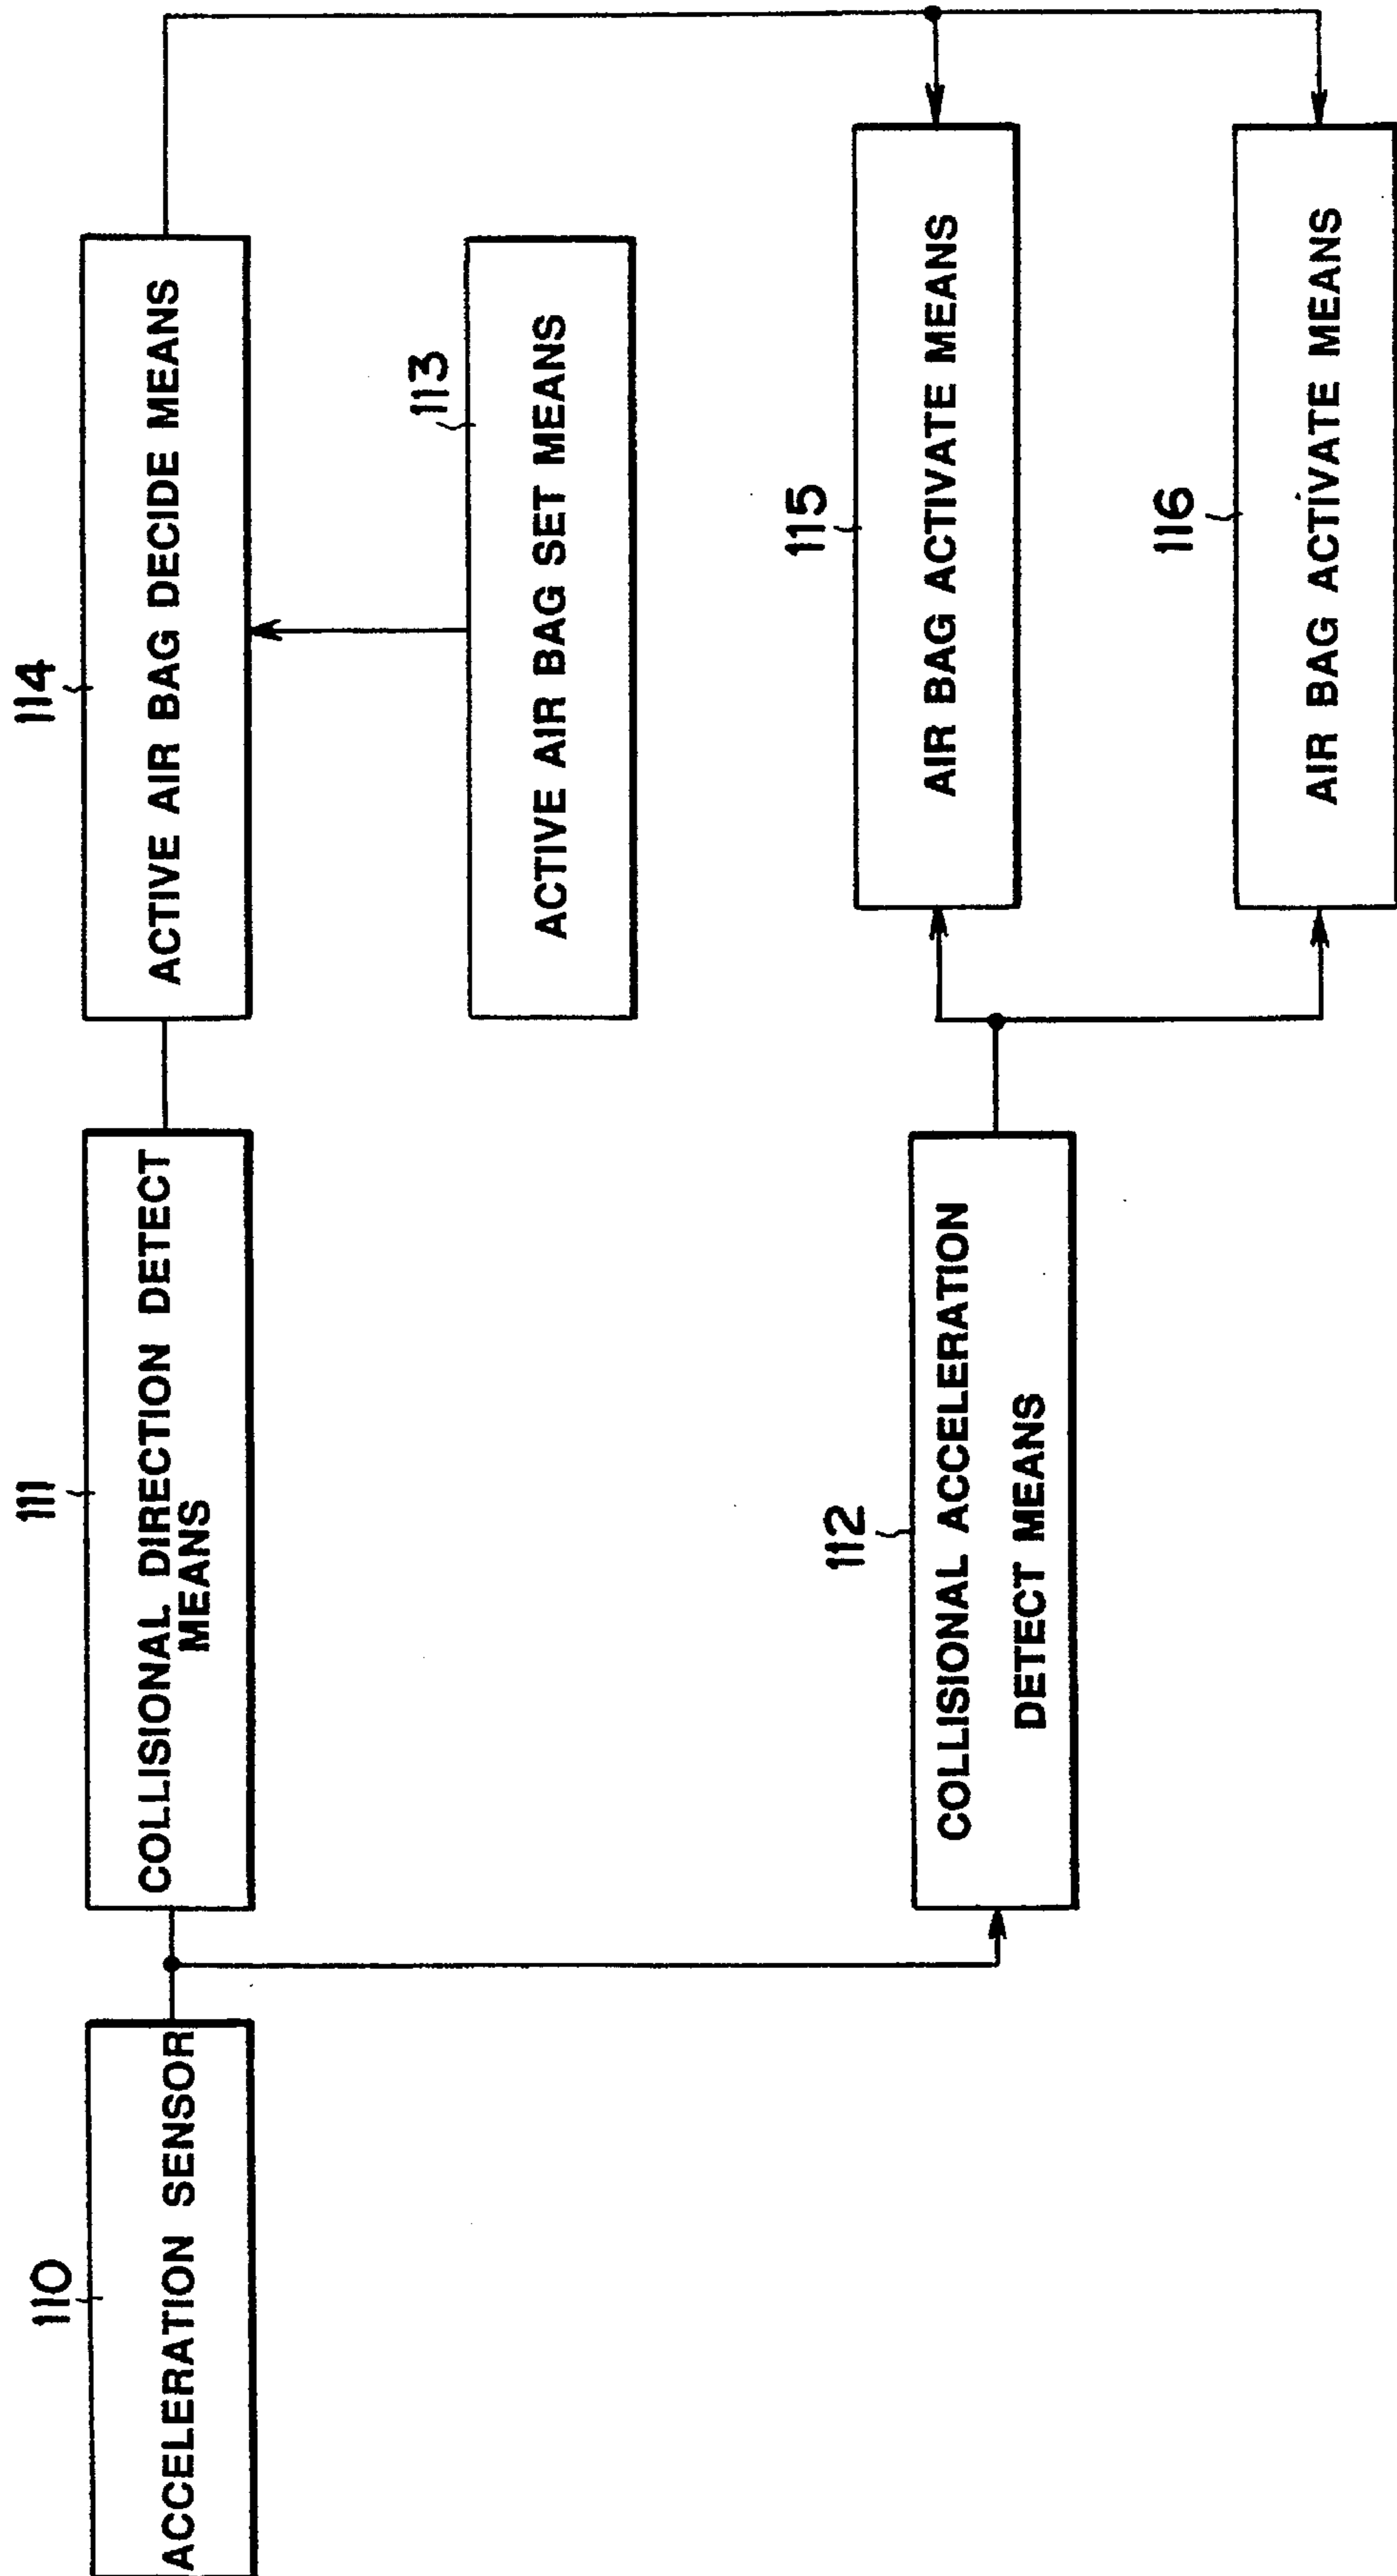 110
ACCELERATION SENSOR
111
COLLISIONAL DIRECTION DETECT
MEANS
114
ACTIVE AIR BAG DECIDE MEANS
113
ACTIVE AIR BAG SET MEANS
112
COLLISIONAL ACCELERATION
DETECT MEANS
115
AIR BAG ACTIVATE MEANS
116
AIR BAG ACTIVATE MEANS